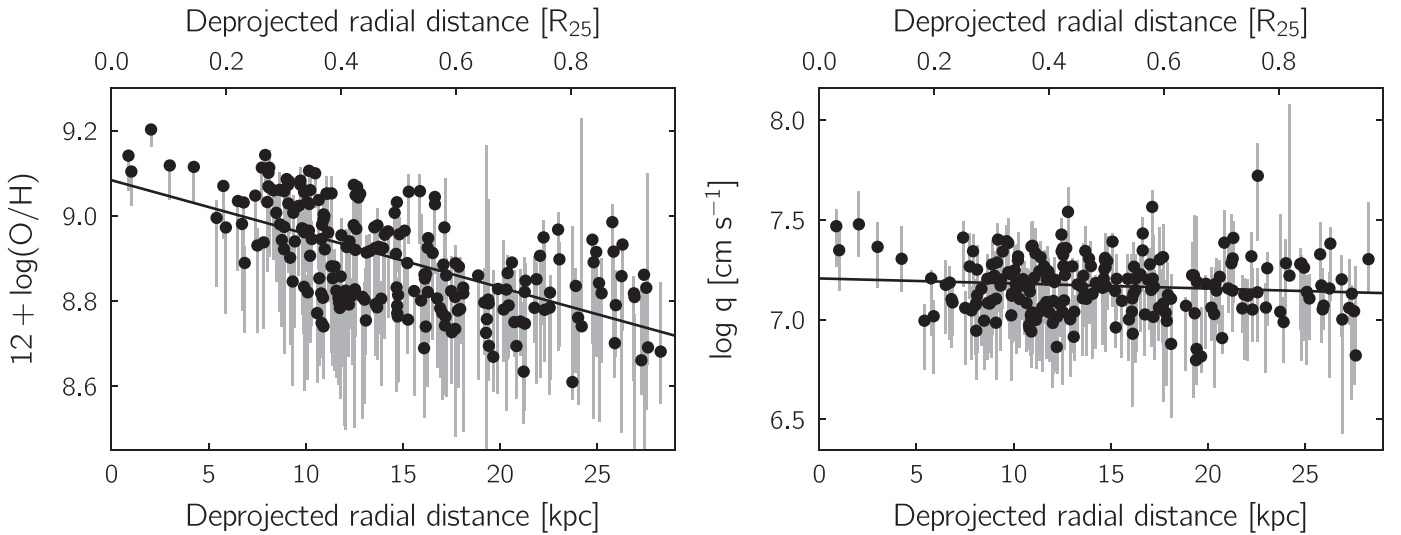 Deprojected radial distance [R25]
0.0 0.2 0.4 0.6 0.8
12 + log(O/H)
9.2
9.0
8.8
8.6
0 5 10 15 20 25
Deprojected radial distance [kpc]
Deprojected radial distance [R25]
0.0 0.2 0.4 0.6 0.8
log q [cm s−1]
8.0
7.5
7.0
6.5
0 5 10 15 20 25
Deprojected radial distance [kpc]